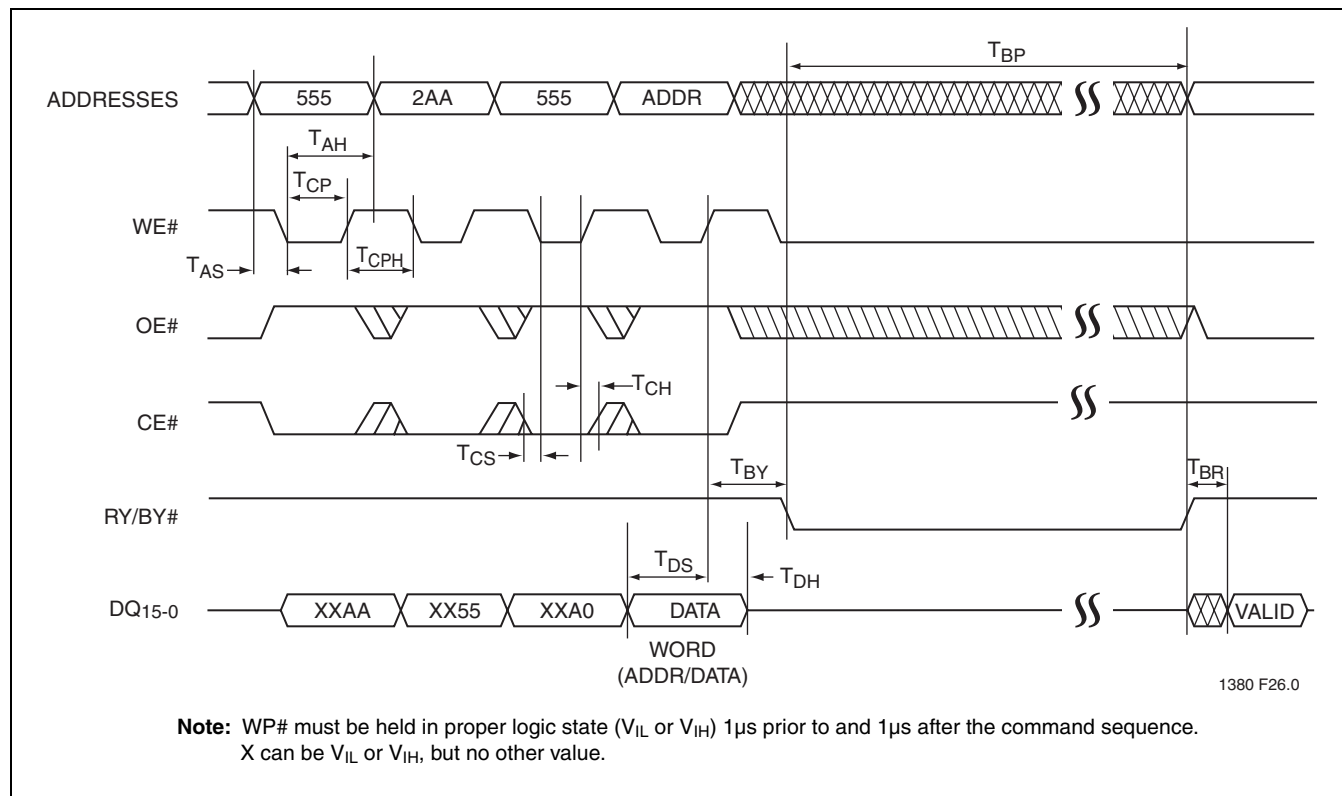 T_BP
ADDRESSES 555 2AA 555 ADDR
T_AH
T_CP
WE#
T_AS T_CPH
OE#
T_CH
CE#
T_CS
T_BY T_BR
RY/BY#
T_DS T_DH
DQ15-0 XXAA XX55 XXA0 DATA VALID
WORD
(ADDR/DATA)
1380 F26.0
Note: WP# must be held in proper logic state (V_IL or V_IH) 1µs prior to and 1µs after the command sequence.
X can be V_IL or V_IH, but no other value.